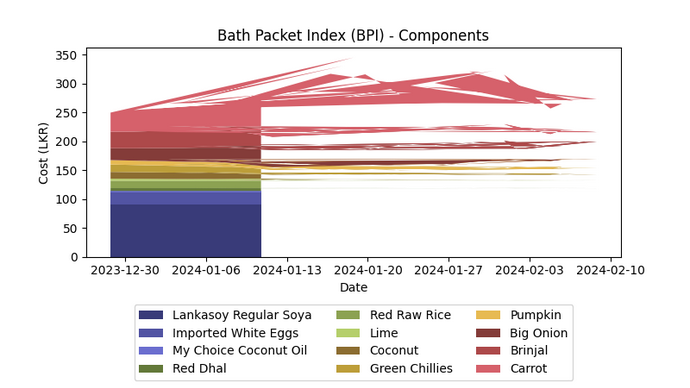 Bath Packet Index (BPI) - Components
Cost (LKR)
350
300
250
200
150
100
50
0
2023-12-30 2024-01-06 2024-01-13 2024-01-20 2024-01-27 2024-02-03 2024-02-10
Date
Lankasoy Regular Soya Red Raw Rice Pumpkin
Imported White Eggs Lime Big Onion
My Choice Coconut Oil Coconut Brinjal
Red Dhal Green Chillies Carrot